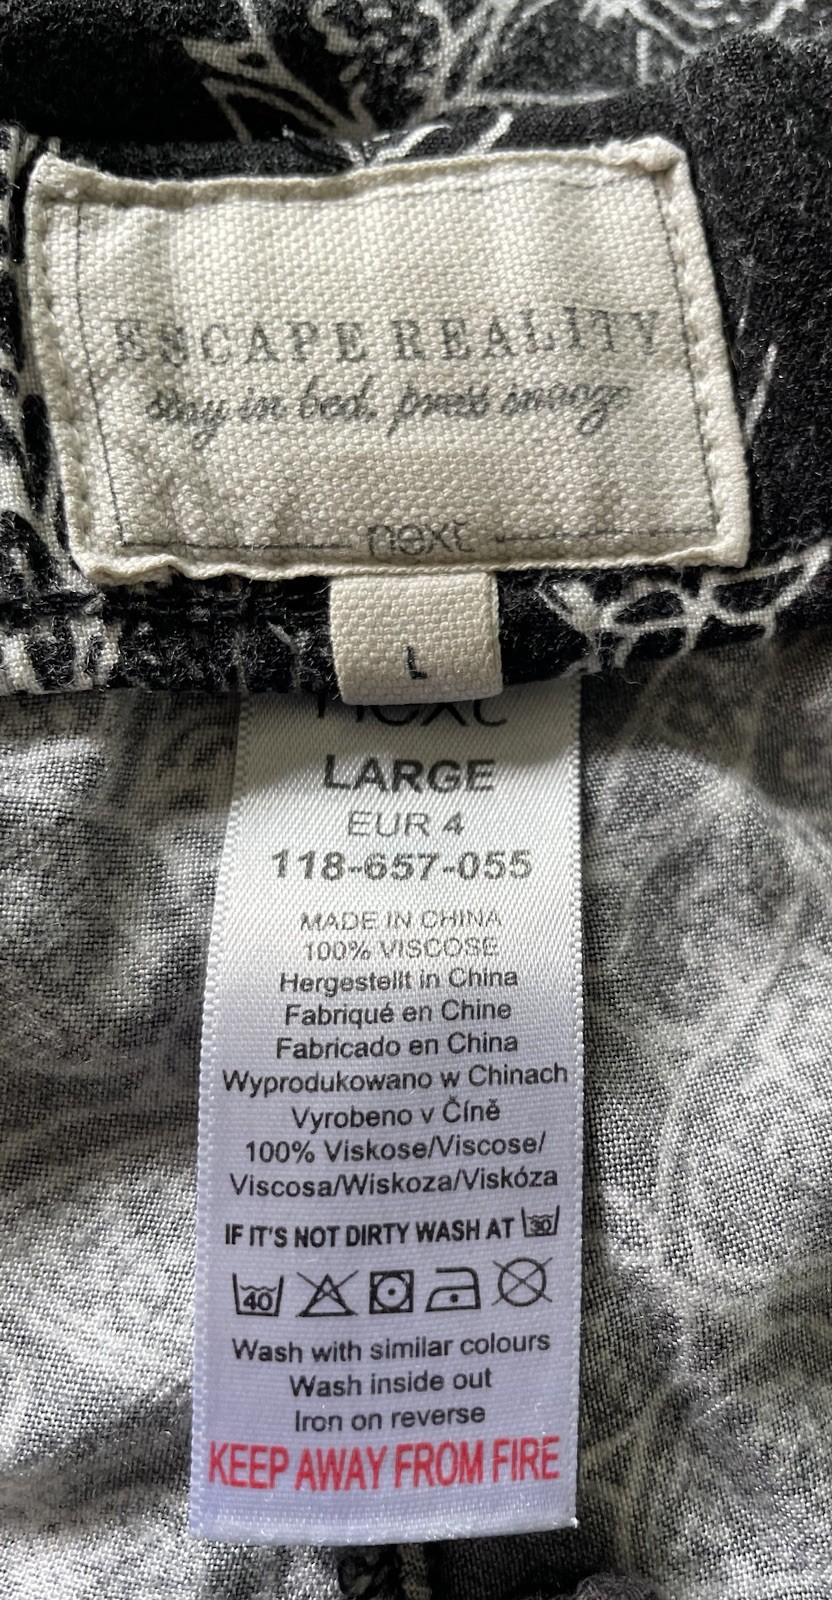 ESCAPE REALITY
stay in bed. press snooze
next
L
next
LARGE
EUR 4
118-657-055
MADE IN CHINA
100% VISCOSE
Hergestellt in China
Fabriqué en Chine
Fabricado en China
Wyprodukowano w Chinach
Vyrobeno v Číně
100% Viskose/Viscose/
Viscosa/Wiskoza/Viskóza
IF IT'S NOT DIRTY WASH AT 30
40
Wash with similar colours
Wash inside out
Iron on reverse
KEEP AWAY FROM FIRE